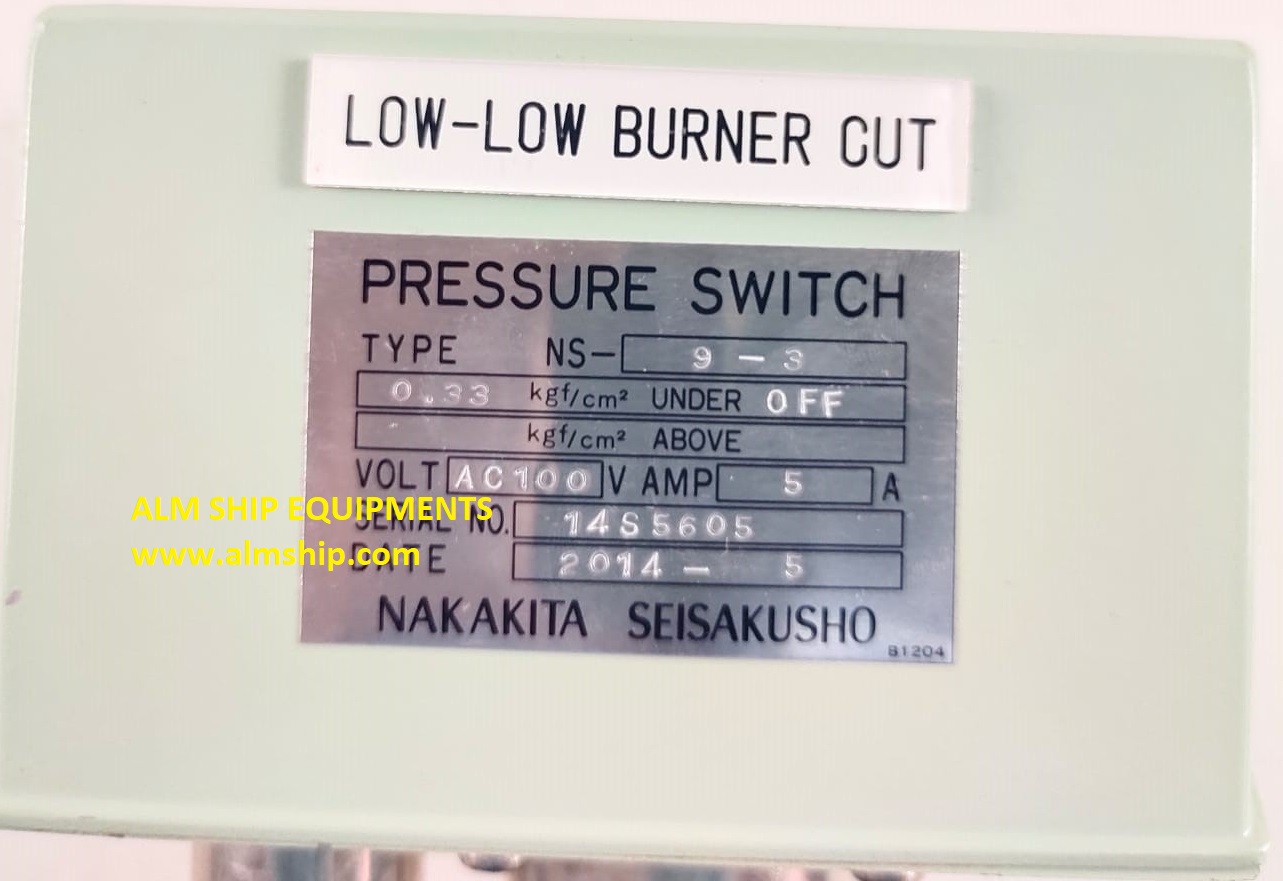 LOW-LOW BURNER CUT
PRESSURE SWITCH
TYPE NS- 9 - 3
0.33 kgf/cm² UNDER OFF
kgf/cm² ABOVE
VOLT AC100 V AMP 5 A
ALM SHIP EQUIPMENTS
SERIAL NO. 14S5605
www.almship.com
DATE 2014 - 5
NAKAKITA SEISAKUSHO
81204